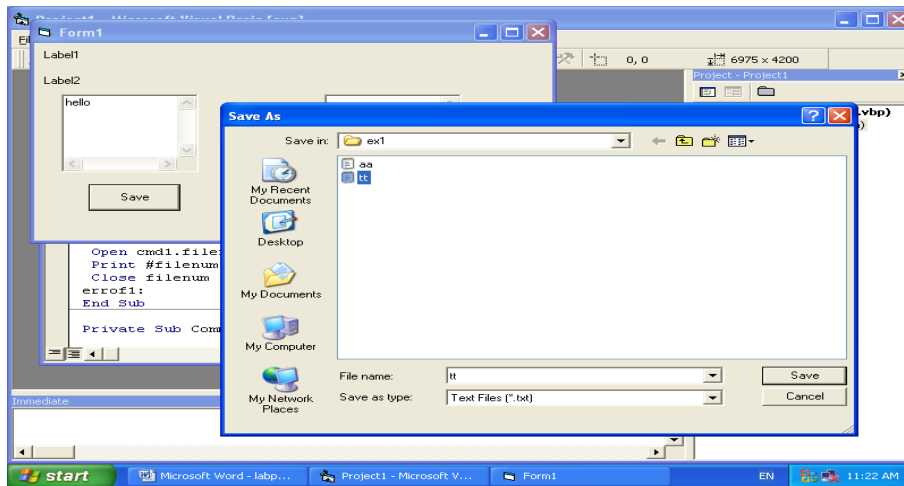 Project1 - Microsoft Visual Basic [run]
Form1
Label1
0, 0
6975 x 4200
Label2
Project - Project1
hello
.vbp)
Save As
Save in:
ex1
aa
tt
My Recent
Documents
Save
Desktop
Open cmd1.filen
Print #filenum
Close filenum
errof1:
End Sub
My Documents
Private Sub Com
My Computer
File name:
tt
Save
Immediate
My Network
Places
Save as type:
Text Files (*.txt)
Cancel
start
Microsoft Word - labp...
Project1 - Microsoft V...
Form1
EN
11:22 AM